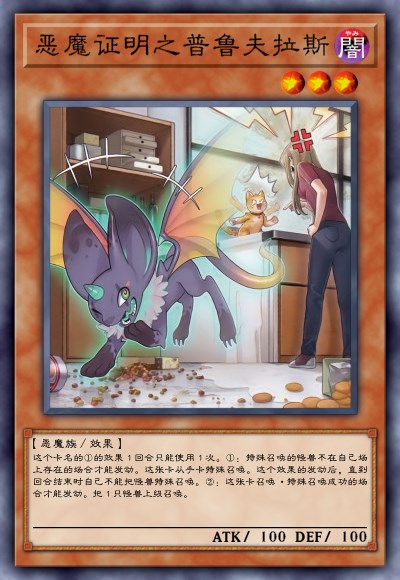 恶魔证明之普鲁夫拉斯
やみ
闇
【恶魔族/效果】
这个卡名的①的效果1回合只能使用1次。①：特殊召唤的怪兽不在自己场
上存在的场合才能发动。这张卡从手卡特殊召唤。这个效果的发动后，直到
回合结束时自己不能把怪兽特殊召唤。②：这张卡召唤·特殊召唤成功的场
合才能发动。把1只怪兽上级召唤。
ATK/ 100 DEF/ 100